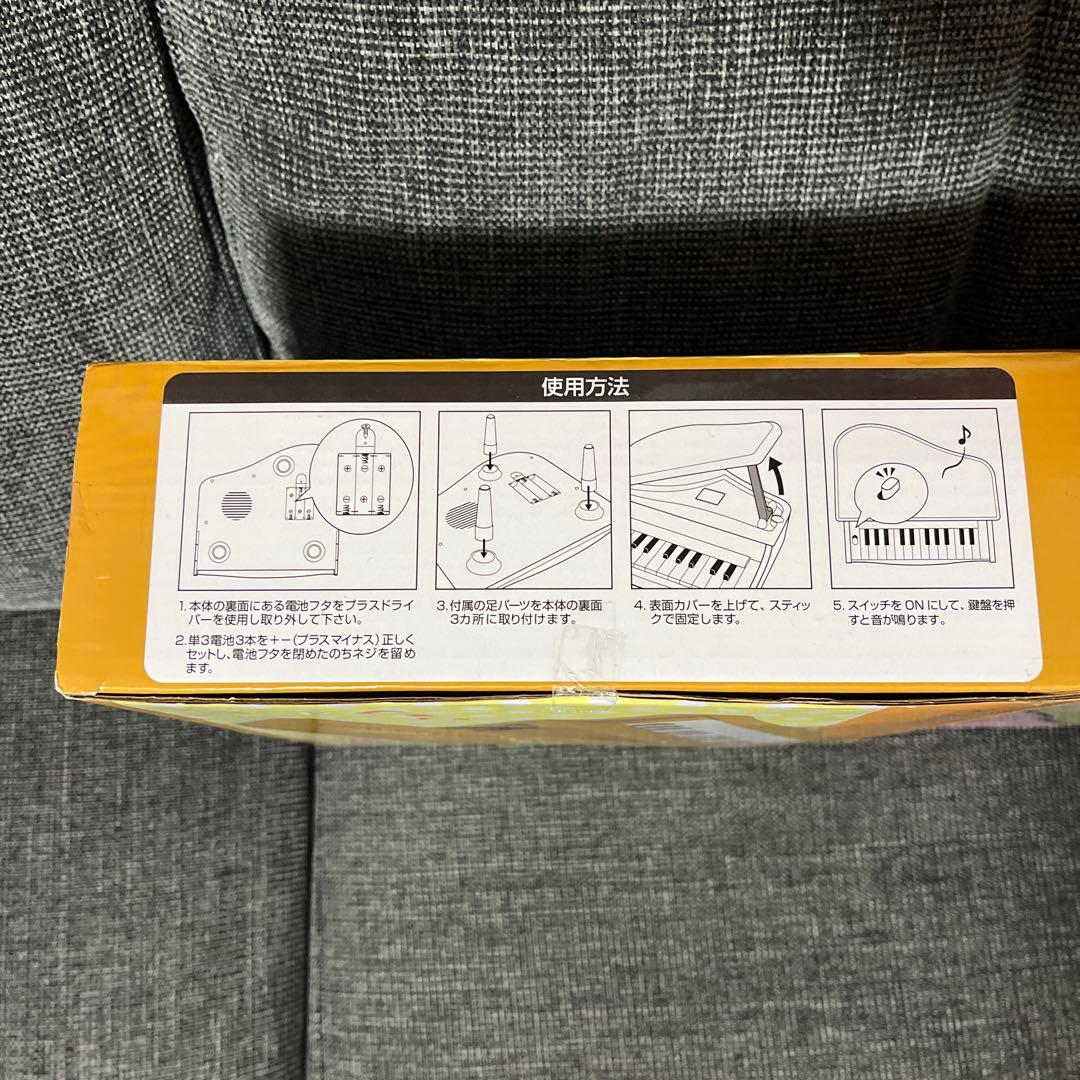 使用方法
1.本体の裏面にある電池フタをプラスドライ
バーを使用し取り外して下さい。
2.単3電池3本を＋−(プラスマイナス)正しく
セットし、電池フタを閉めたのちネジを留め
ます。
3.付属の足パーツを本体の裏面
3カ所に取り付けます。
4. 表面カバーを上げて、スティッ
クで固定します。
5. スイッチをONにして、鍵盤を押
すと音が鳴ります。